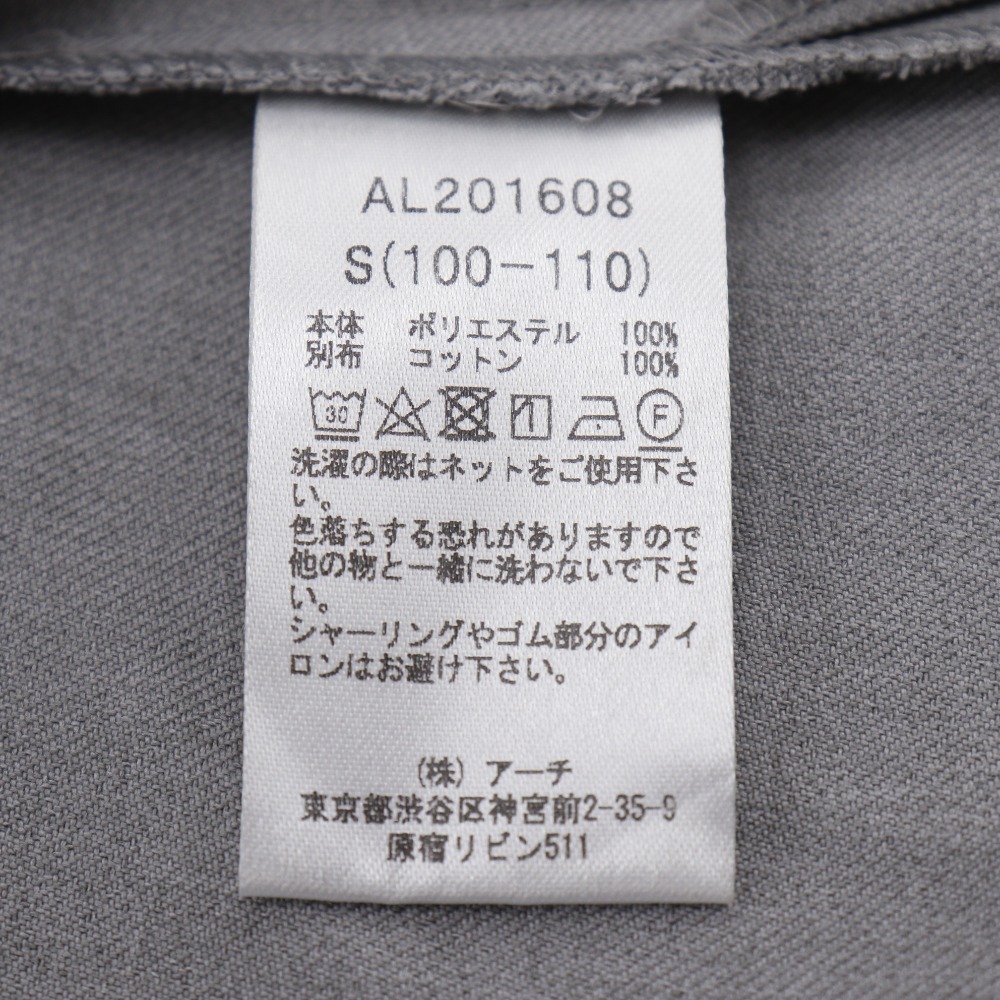 AL201608
S(100-110)
本体 ポリエステル 100%
別布 コットン 100%
30 F
洗濯の際はネットをご使用下さ
い。
色落ちする恐れがありますので
他の物と一緒に洗わないで下さ
い。
シャーリングやゴム部分のアイ
ロンはお避け下さい。
(株) アーチ
東京都渋谷区神宮前2-35-9
原宿リビン511